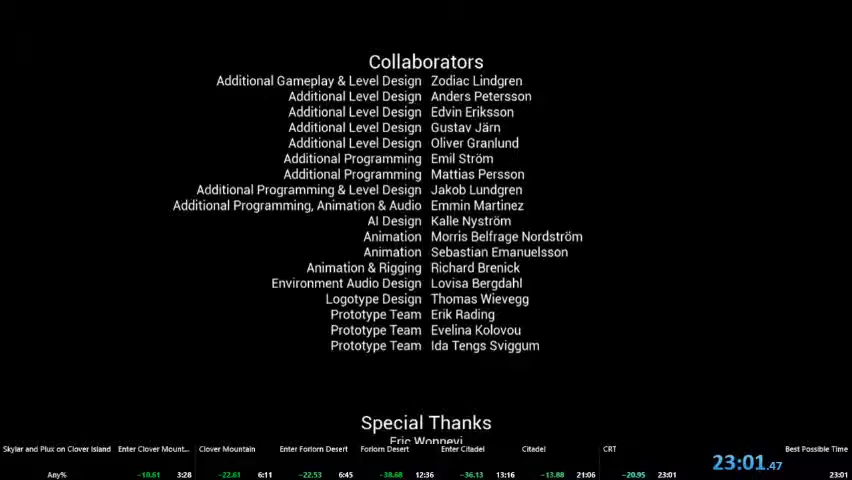 Collaborators
Additional Gameplay & Level Design Zodiac Lindgren
Additional Level Design Anders Petersson
Additional Level Design Edvin Eriksson
Additional Level Design Gustav Järn
Additional Level Design Oliver Granlund
Additional Programming Emil Ström
Additional Programming Mattias Persson
Additional Programming & Level Design Jakob Lundgren
Additional Programming, Animation & Audio Emmin Martinez
AI Design Kalle Nyström
Animation Morris Belfrage Nordström
Animation Sebastian Emanuelsson
Animation & Rigging Richard Brenick
Environment Audio Design Lovisa Bergdahl
Logotype Design Thomas Wievegg
Prototype Team Erik Rading
Prototype Team Evelina Kolovou
Prototype Team Ida Tengs Sviggum
Special Thanks
Eric
Skylar and Plux on Clover Island Enter Clover Mount... Clover Mountain Enter Forlorn Desert Forlorn Desert Enter Citadel Citadel CRT 23:01.47 Best Possible Time
Any% −10.61 3:28 −22.61 6:11 −22.53 6:45 −38.68 12:36 −36.13 13:16 −13.88 21:06 −20.95 23:01 23:01